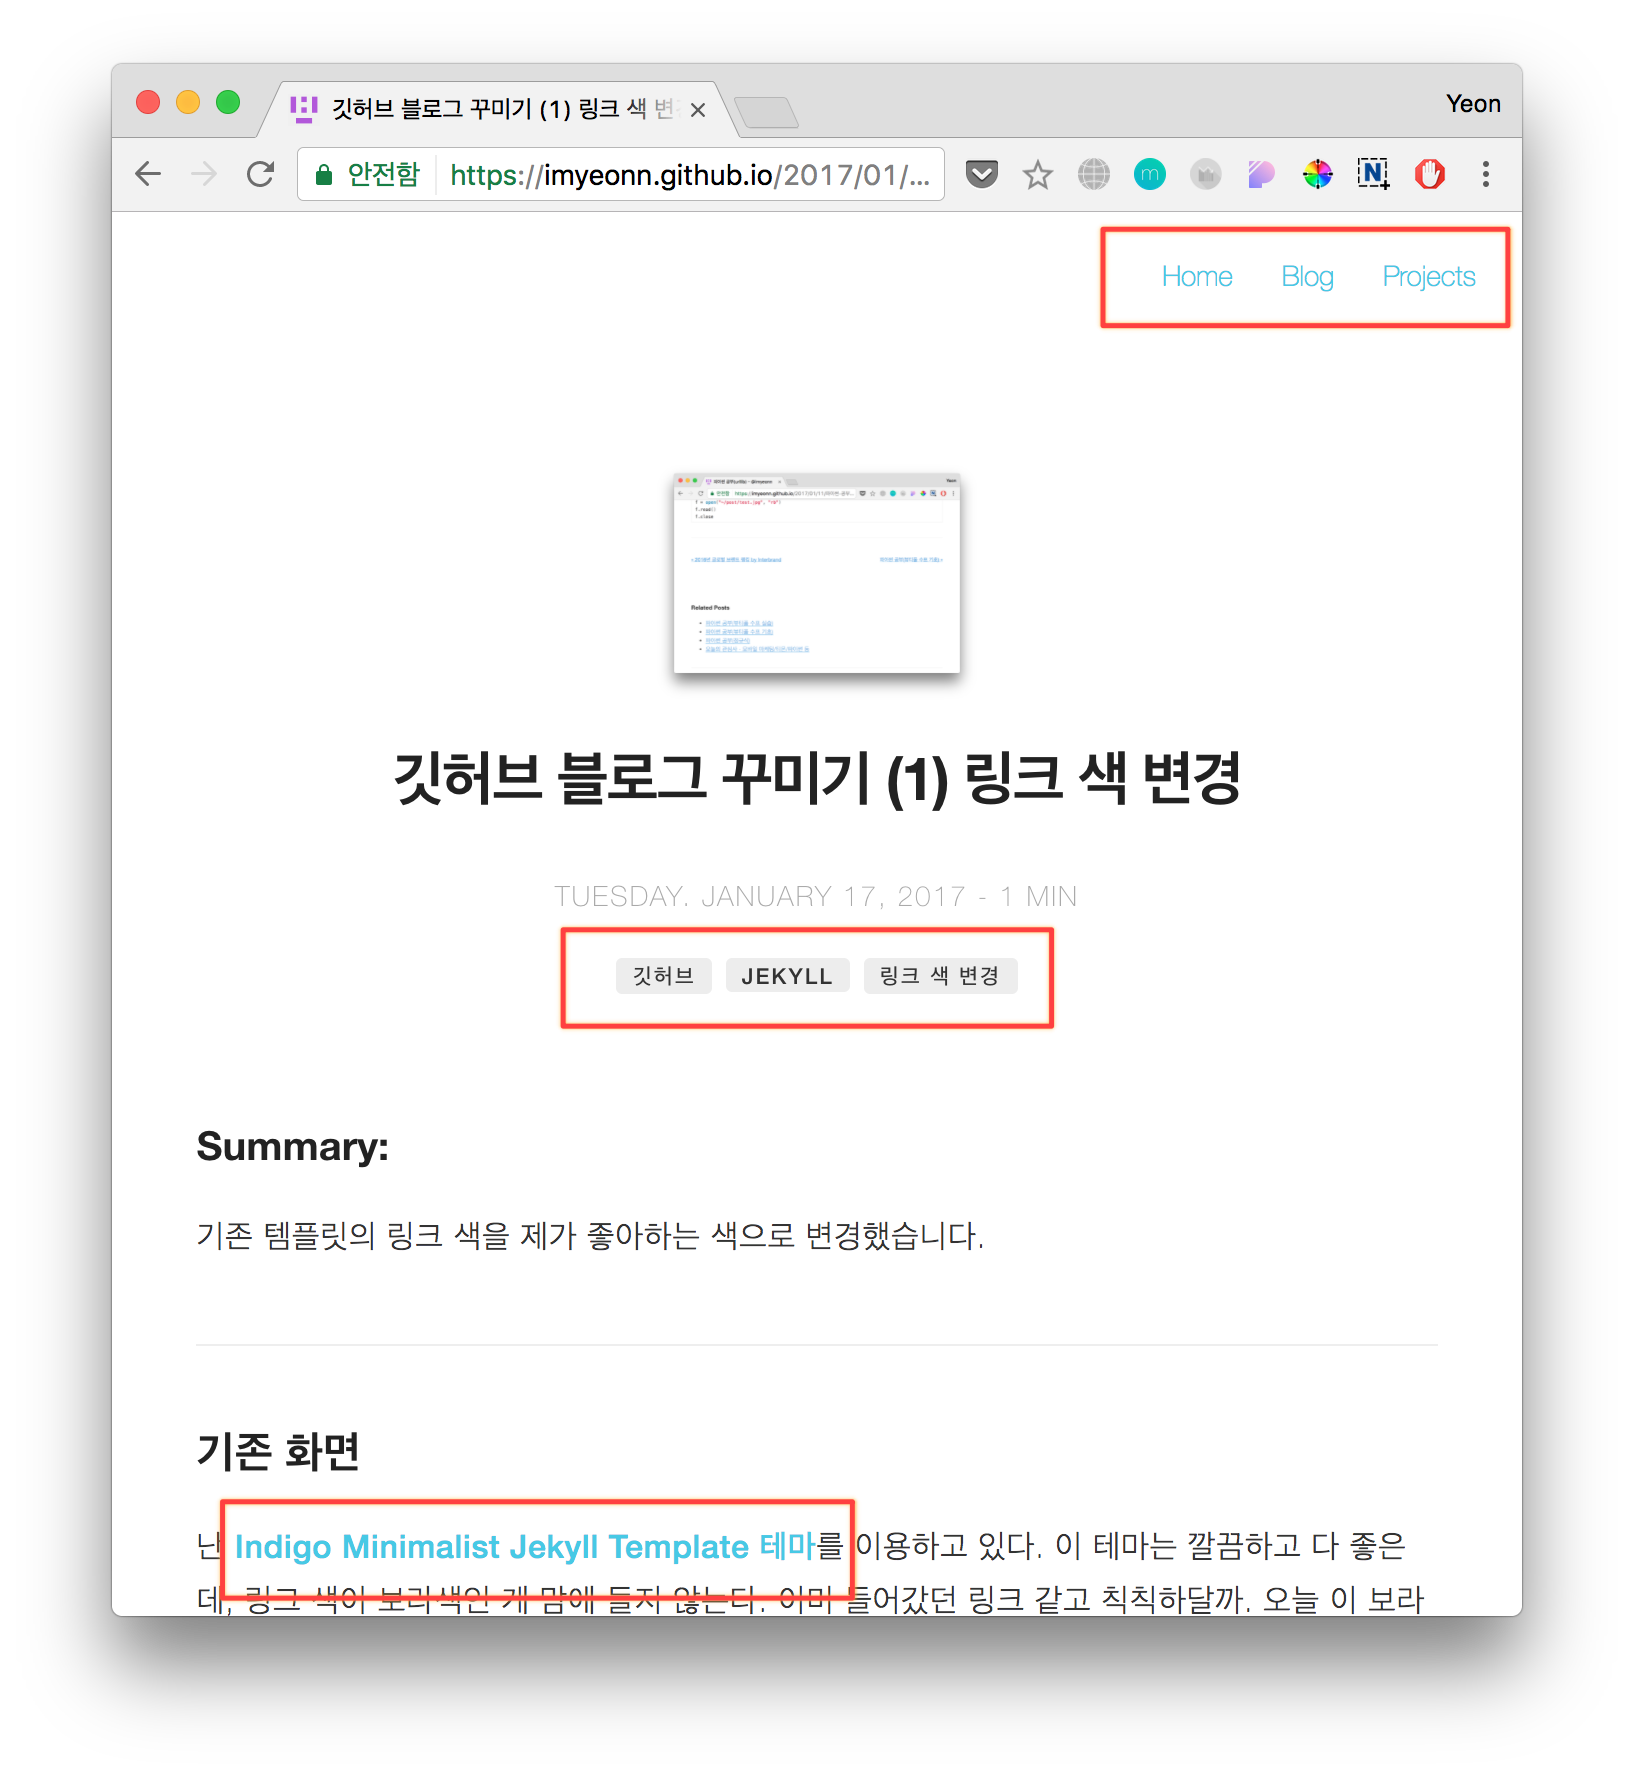 깃허브 블로그 꾸미기 (1) 링크 색 변
Yeon
안전함 https://imyeonn.github.io/2017/01/...
Home Blog Projects
f.read()
f.close
Related Posts
깃허브 블로그 꾸미기 (1) 링크 색 변경
TUESDAY. JANUARY 17, 2017 - 1 MIN
깃허브 JEKYLL 링크 색 변경
Summary:
기존 템플릿의 링크 색을 제가 좋아하는 색으로 변경했습니다.
기존 화면
난 Indigo Minimalist Jekyll Template 테마를 이용하고 있다. 이 테마는 깔끔하고 다 좋은
데, 링크 색이 보라색인 게 맘에 들지 않는다. 이미 들어갔던 링크 같고 칙칙하달까. 오늘 이 보라